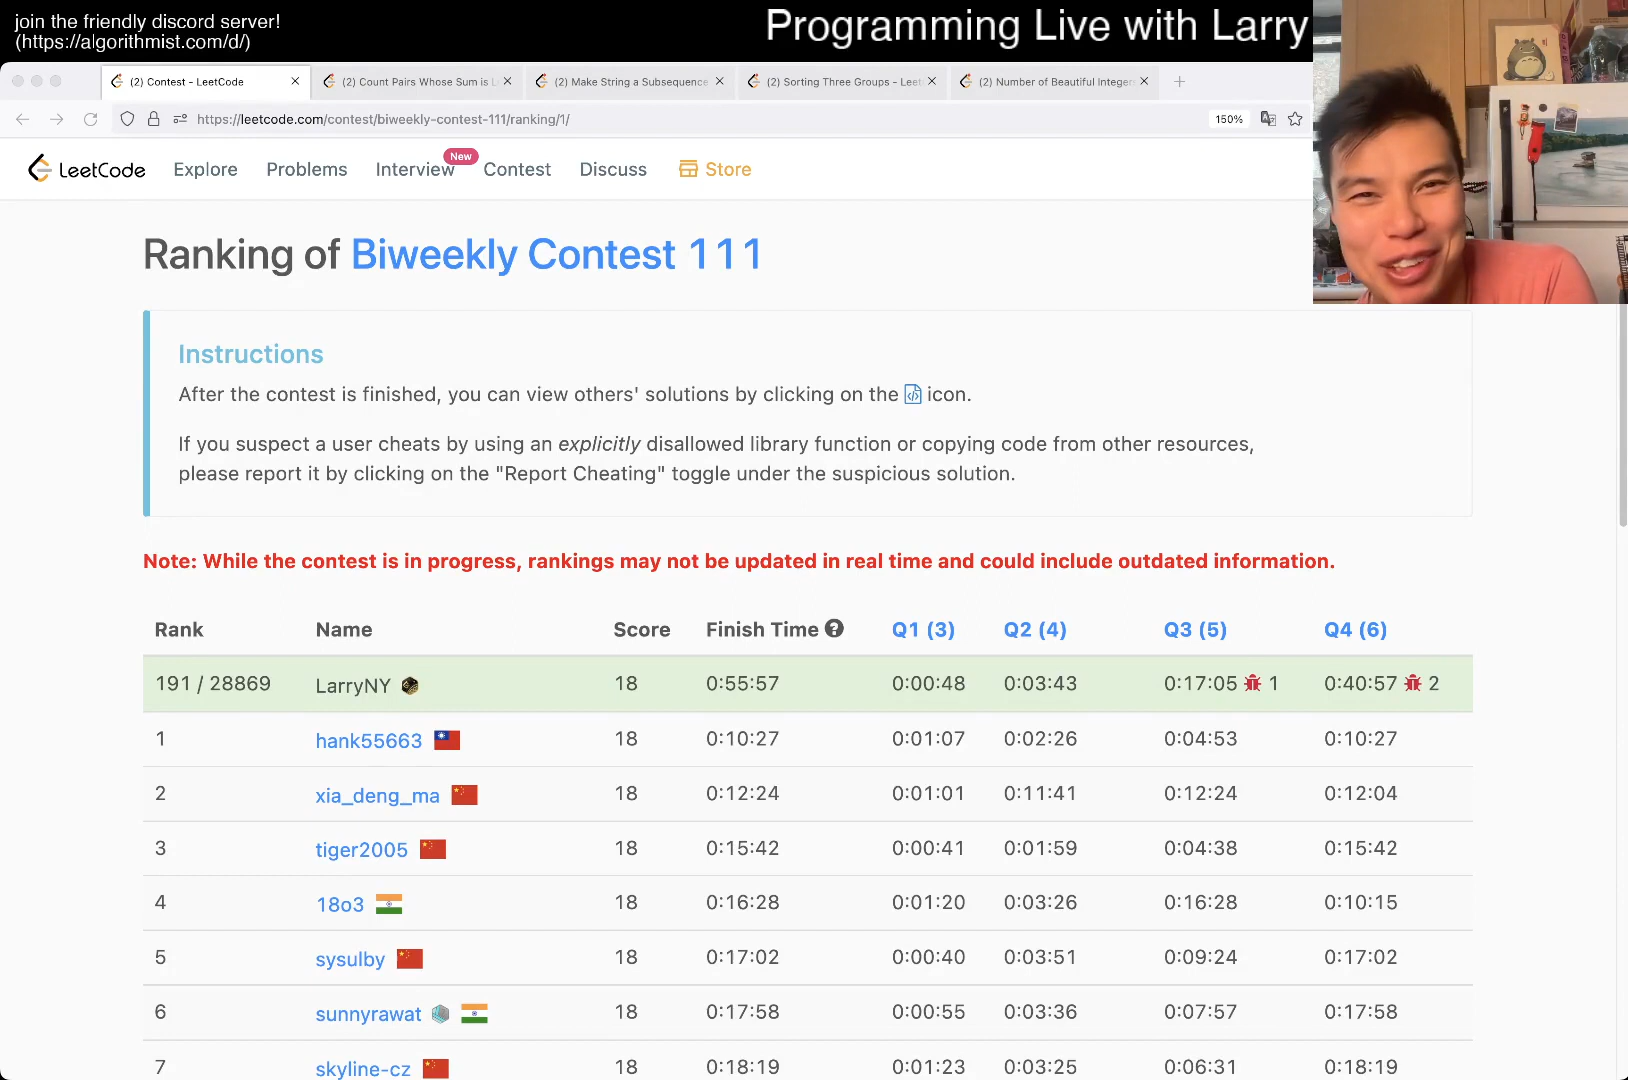 join the friendly discord server!
(https://algorithmist.com/d/)
Programming Live with Larry
(2) Contest - LeetCode
(2) Count Pairs Whose Sum is L
(2) Make String a Subsequence
(2) Sorting Three Groups - Leet
(2) Number of Beautiful Integers
https://leetcode.com/contest/biweekly-contest-111/ranking/1/
150%
LeetCode
Explore
Problems
Interview
New
Contest
Discuss
Store
Ranking of Biweekly Contest 111
Instructions
After the contest is finished, you can view others' solutions by clicking on the icon.
If you suspect a user cheats by using an explicitly disallowed library function or copying code from other resources,
please report it by clicking on the "Report Cheating" toggle under the suspicious solution.
Note: While the contest is in progress, rankings may not be updated in real time and could include outdated information.
Rank Name Score Finish Time Q1 (3) Q2 (4) Q3 (5) Q4 (6)
191 / 28869 LarryNY 18 0:55:57 0:00:48 0:03:43 0:17:05 1 0:40:57 2
1 hank55663 18 0:10:27 0:01:07 0:02:26 0:04:53 0:10:27
2 xia_deng_ma 18 0:12:24 0:01:01 0:11:41 0:12:24 0:12:04
3 tiger2005 18 0:15:42 0:00:41 0:01:59 0:04:38 0:15:42
4 18o3 18 0:16:28 0:01:20 0:03:26 0:16:28 0:10:15
5 sysulby 18 0:17:02 0:00:40 0:03:51 0:09:24 0:17:02
6 sunnyrawat 18 0:17:58 0:00:55 0:03:36 0:07:57 0:17:58
7 skyline-cz 18 0:18:19 0:01:23 0:03:25 0:06:31 0:18:19